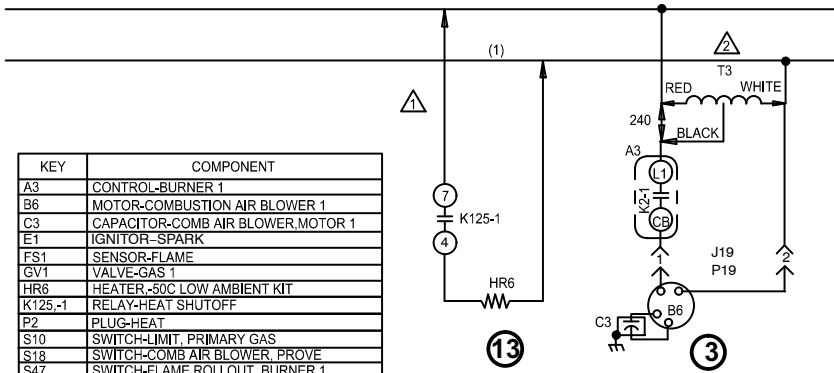 (1)
2
T3
RED
WHITE
1
240
BLACK
A3
L1
K2-1
CB
7
K125-1
4
HR6
1
2
J19
P19
B6
C3
13
3
KEY COMPONENT
A3 CONTROL-BURNER 1
B6 MOTOR-COMBUSTION AIR BLOWER 1
C3 CAPACITOR-COMB AIR BLOWER,MOTOR 1
E1 IGNITOR-SPARK
FS1 SENSOR-FLAME
GV1 VALVE-GAS 1
HR6 HEATER,-50C LOW AMBIENT KIT
K125,-1 RELAY-HEAT SHUTOFF
P2 PLUG-HEAT
S10 SWITCH-LIMIT, PRIMARY GAS
S18 SWITCH-COMB AIR BLOWER, PROVE
S47 SWITCH-FLAME ROLLOUT, BURNER 1